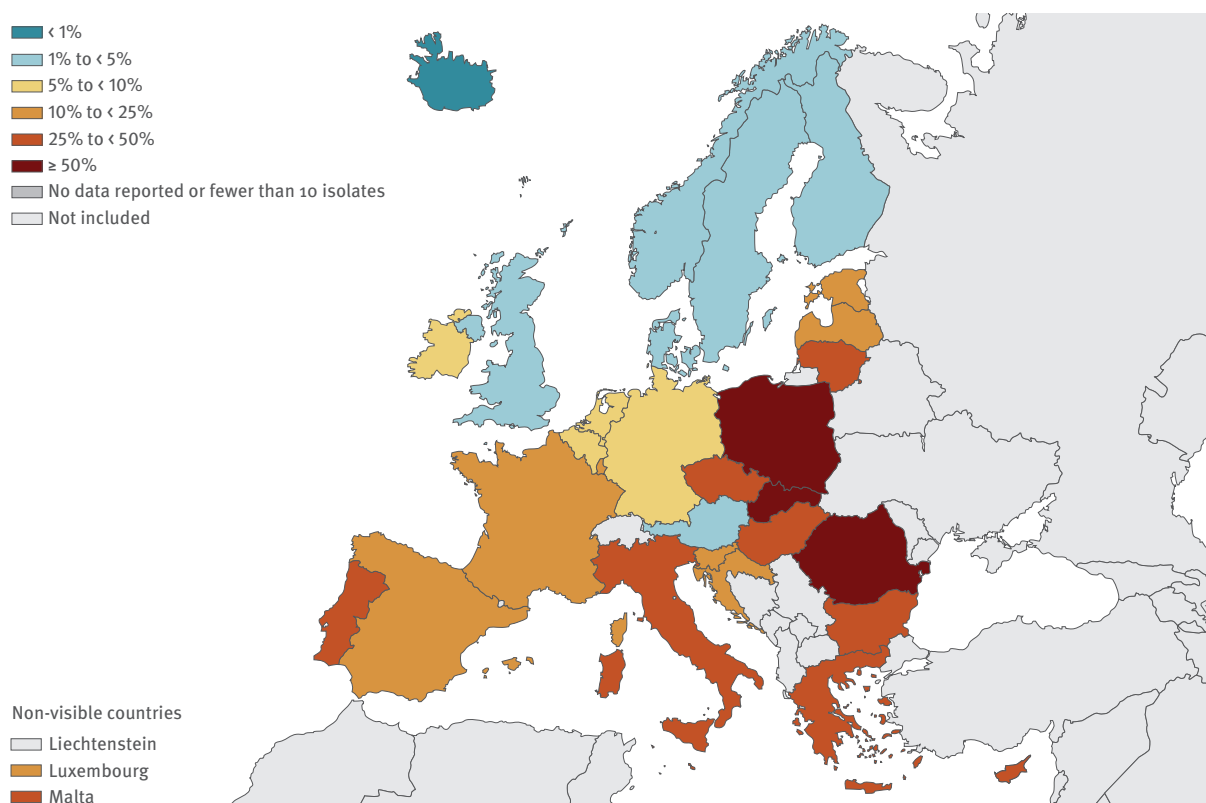 < 1%
1% to < 5%
5% to < 10%
10% to < 25%
25% to < 50%
≥ 50%
No data reported or fewer than 10 isolates
Not included
Non-visible countries
Liechtenstein
Luxembourg
Malta